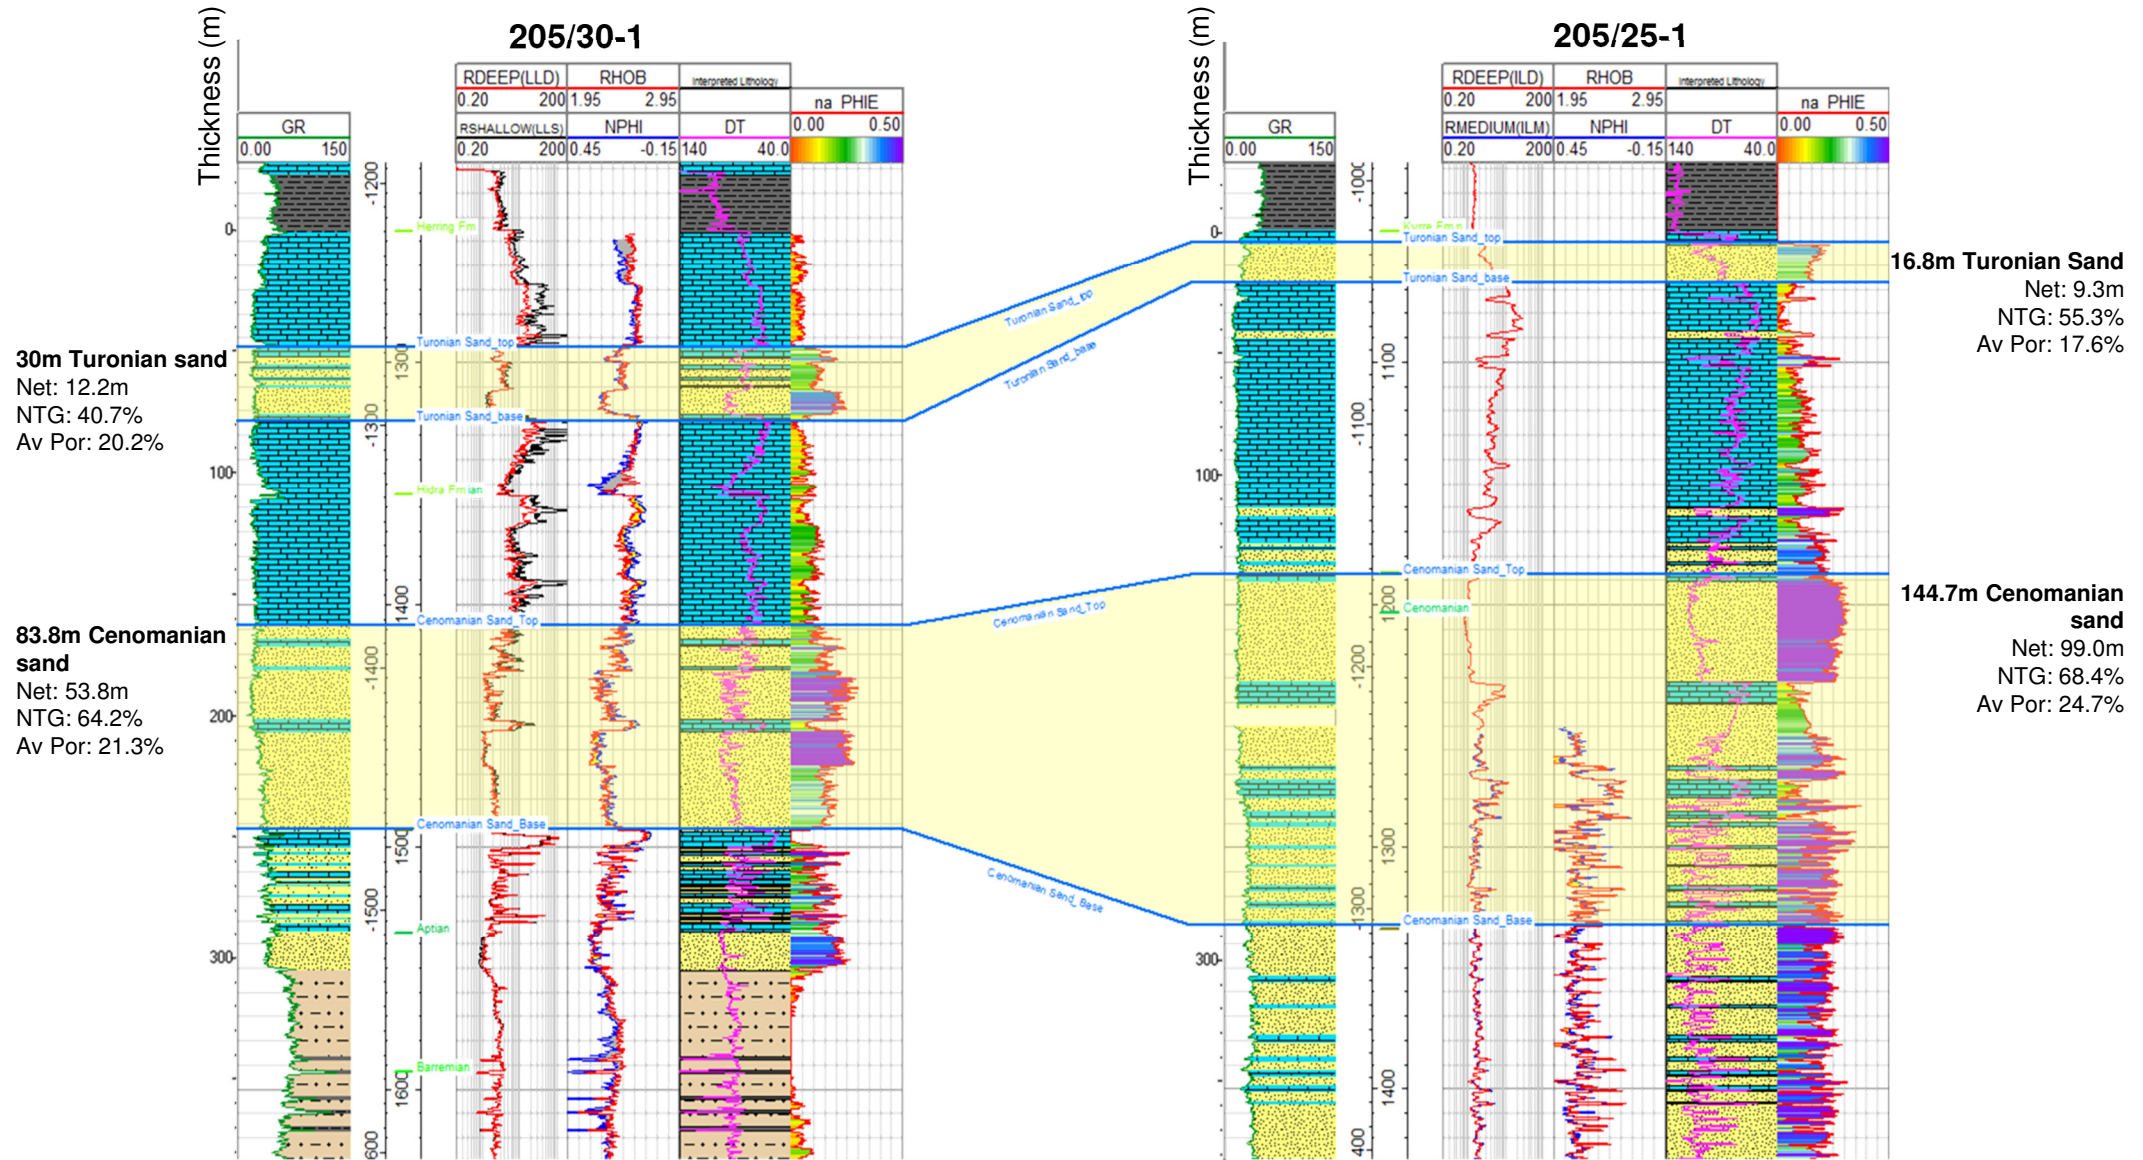 205/30-1
205/25-1
Thickness (m)
GR
0.00 150
RDEEP(LLD)
0.20 200
RSHALLOW(LLS)
0.20 200
RHOB
1.95 2.95
NPHI
0.45 -0.15
Interpreted Lithology
DT
140 40.0
na PHIE
0.00 0.50
Thickness (m)
GR
0.00 150
RDEEP(ILD)
0.20 200
RMEDIUM(ILM)
0.20 200
RHOB
1.95 2.95
NPHI
0.45 -0.15
Interpreted Lithology
DT
140 40.0
na PHIE
0.00 0.50
0
100
200
300
-1200
1300
-1300
1400
-1400
1500
-1500
1600
Herring Fm
Turonian Sand_top
Turonian Sand_base
Hidra Fm
Cenomanian Sand_Top
Cenomanian Sand_Base
Aptian
Barremian
30m Turonian sand
Net: 12.2m
NTG: 40.7%
Av Por: 20.2%
83.8m Cenomanian
sand
Net: 53.8m
NTG: 64.2%
Av Por: 21.3%
Turonian Sand_top
Turonian Sand_base
Cenomanian Sand_Top
Cenomanian Sand_Base
0
100
300
1100
-1100
1200
-1200
1300
-1300
1400
Turonian Sand_top
Turonian Sand_base
Cenomanian Sand_Top
Cenomanian
Cenomanian Sand_Base
16.8m Turonian Sand
Net: 9.3m
NTG: 55.3%
Av Por: 17.6%
144.7m Cenomanian
sand
Net: 99.0m
NTG: 68.4%
Av Por: 24.7%